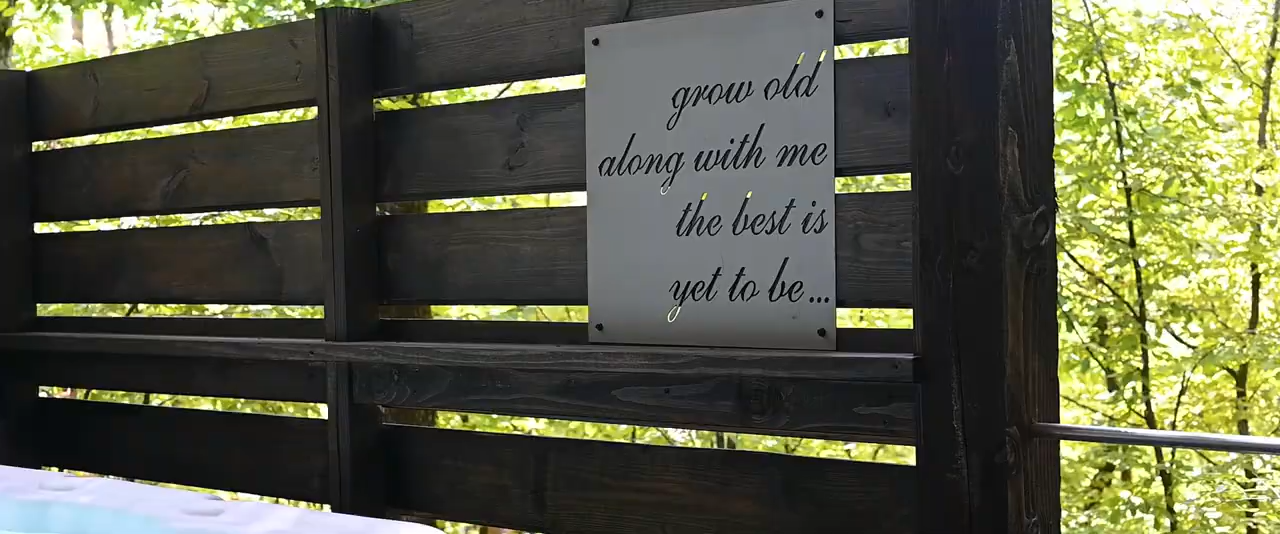 grow old
along with me
the best is
yet to be...